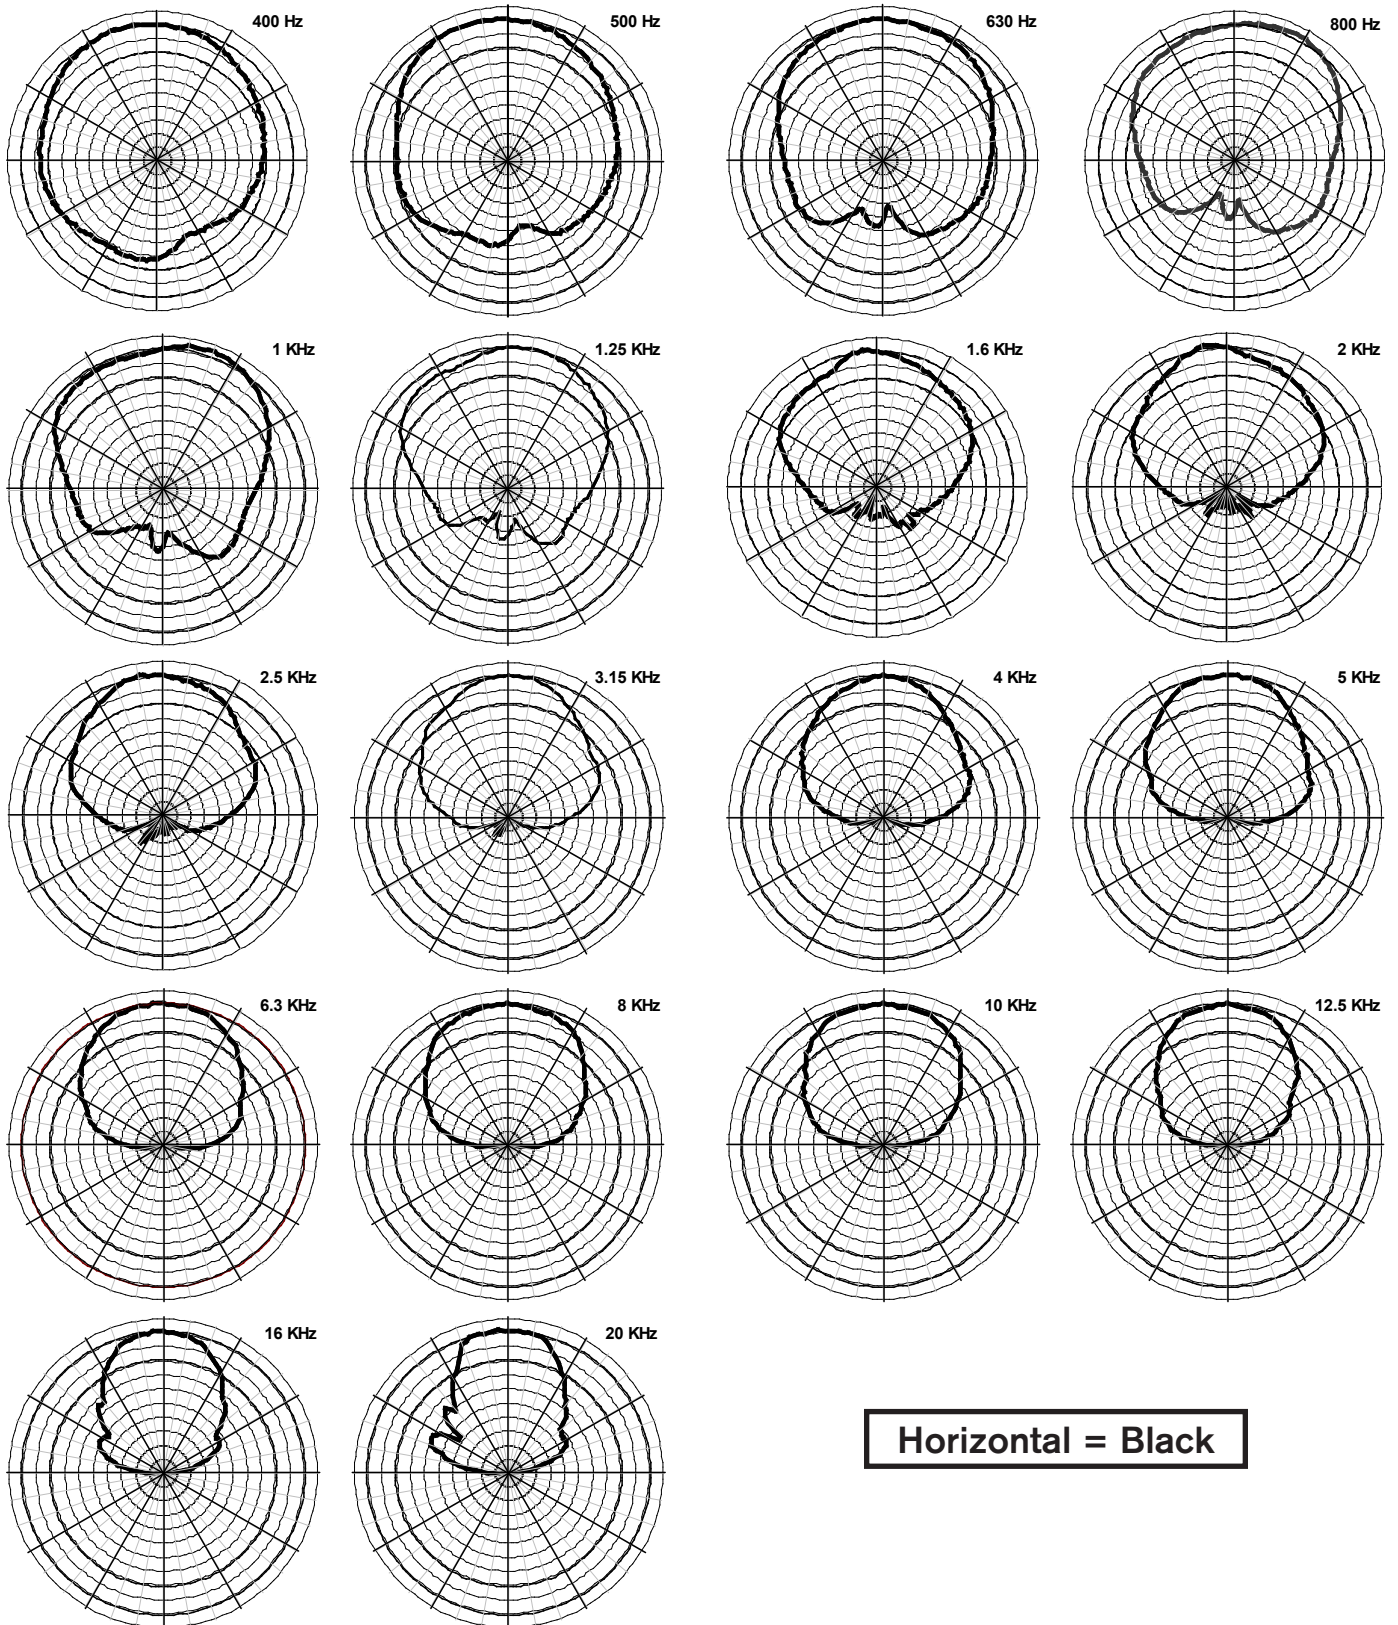 400 Hz
500 Hz
630 Hz
800 Hz
1 KHz
1.25 KHz
1.6 KHz
2 KHz
2.5 KHz
3.15 KHz
4 KHz
5 KHz
6.3 KHz
8 KHz
10 KHz
12.5 KHz
16 KHz
20 KHz
Horizontal = Black